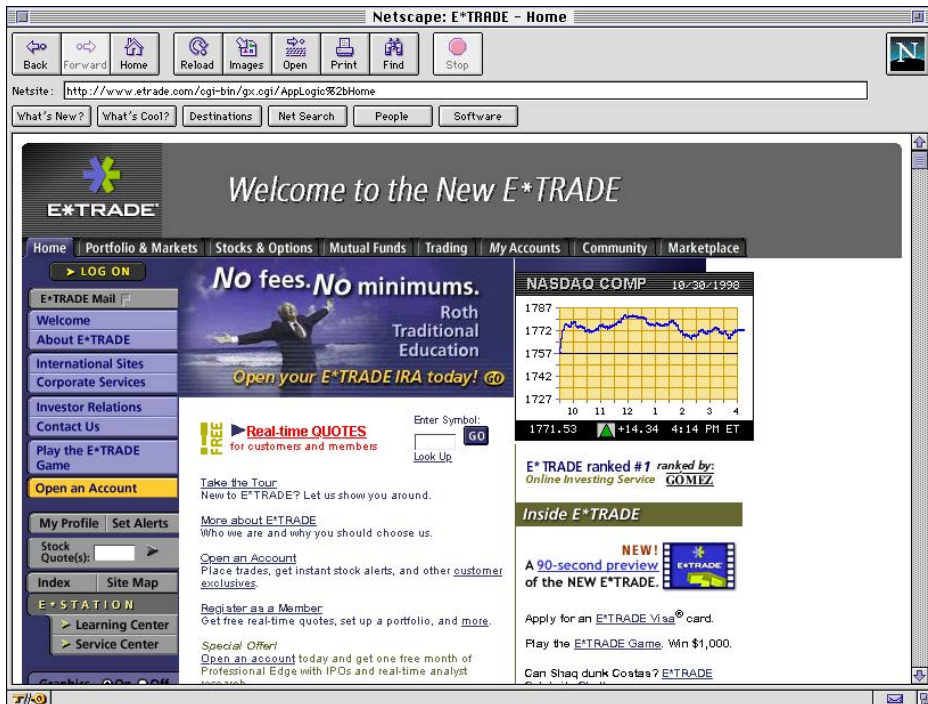 Netscape: E*TRADE - Home
Back Forward Home Reload Images Open Print Find Stop
N
Netsite: http://www.etrade.com/cgi-bin/gx.cgi/AppLogic%2bHome
What's New? What's Cool? Destinations Net Search People Software
E*TRADE
Welcome to the New E*TRADE
Home Portfolio & Markets Stocks & Options Mutual Funds Trading My Accounts Community Marketplace
> LOG ON
E*TRADE Mail
Welcome
About E*TRADE
International Sites
Corporate Services
Investor Relations
Contact Us
Play the E*TRADE
Game
Open an Account
My Profile Set Alerts
Stock
Quote(s):
Index Site Map
E*STATION
> Learning Center
> Service Center
Graphics On Off
No fees. No minimums.
Roth
Traditional
Education
Open your E*TRADE IRA today! GO
FREE
Real-time QUOTES
for customers and members
Enter Symbol:
GO
Look Up
Take the Tour
New to E*TRADE? Let us show you around.
More about E*TRADE
Who we are and why you should choose us.
Open an Account
Place trades, get instant stock alerts, and other customer
exclusives.
Register as a Member
Get free real-time quotes, set up a portfolio, and more.
Special Offer!
Open an account today and get one free month of
Professional Edge with IPOs and real-time analyst
NASDAQ COMP 10/30/1998
1787
1772
1757
1742
1727
10 11 12 1 2 3 4
1771.53 +14.34 4:14 PM ET
E*TRADE ranked #1 ranked by:
Online Investing Service GÓMEZ
Inside E*TRADE
NEW!
A 90-second preview
of the NEW E*TRADE.
E*TRADE
Apply for an E*TRADE Visa® card.
Play the E*TRADE Game. Win $1,000.
Can Shaq dunk Costas? E*TRADE